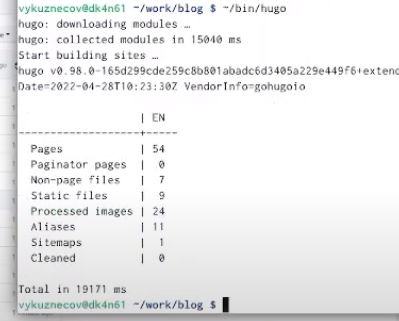 vykuznecov@dk4n61 ~/work/blog $ ~/bin/hugo
hugo: downloading modules …
hugo: collected modules in 15040 ms
Start building sites …
hugo v0.98.0-165d299cde259c8b801abadc6d3405a229e449f6+extend
Date=2022-04-28T10:23:30Z VendorInfo=gohugoio
| EN
-------------------+-----
Pages | 54
Paginator pages | 0
Non-page files | 7
Static files | 9
Processed images | 24
Aliases | 11
Sitemaps | 1
Cleaned | 0
Total in 19171 ms
vykuznecov@dk4n61 ~/work/blog $